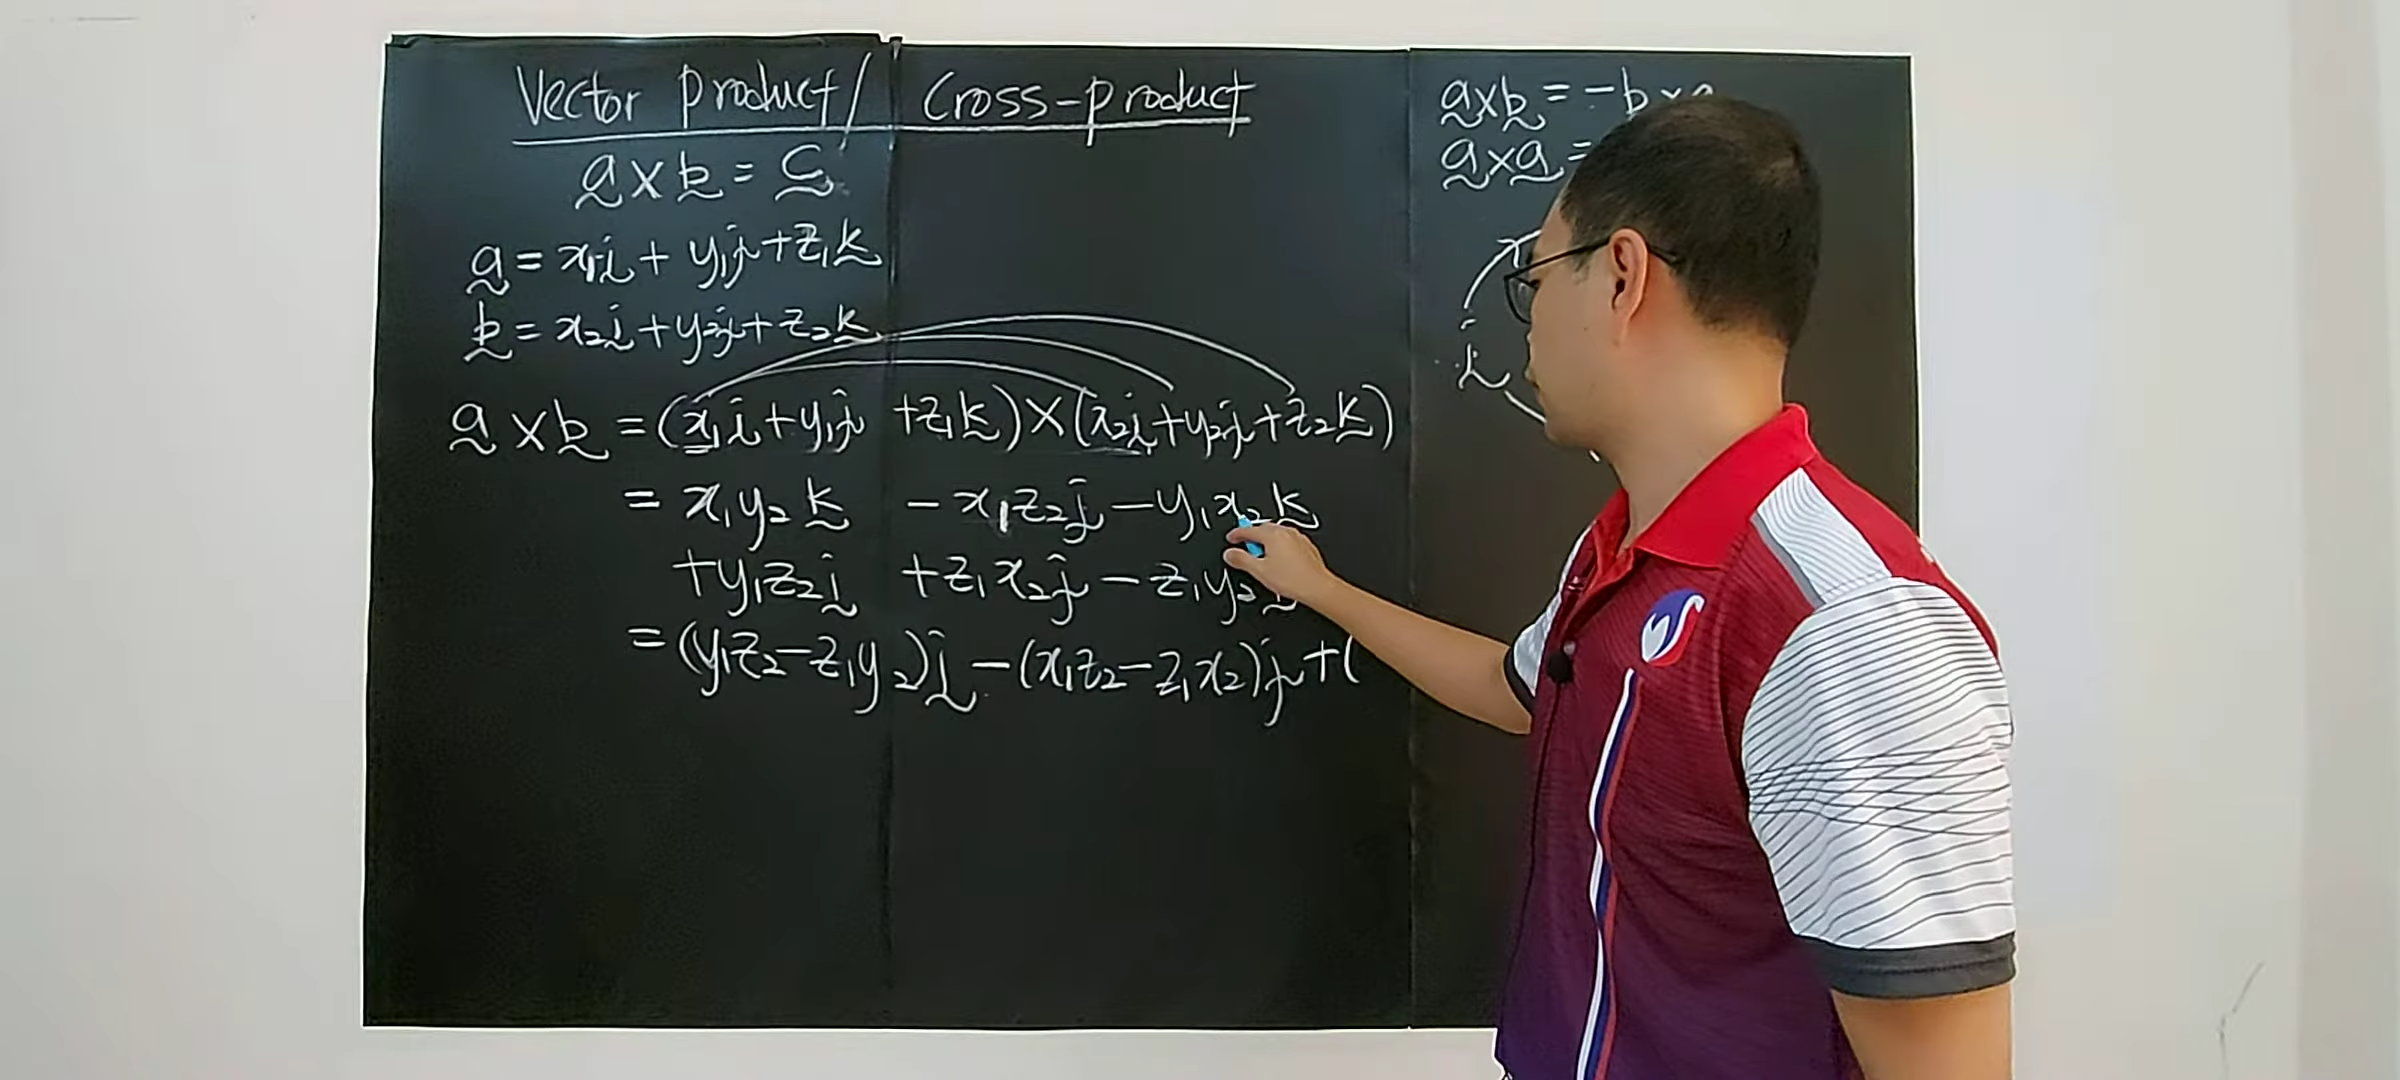 Vector product / Cross-product
a × b = c
a = x₁i + y₁j + z₁k
b = x₂i + y₂j + z₂k
a × b = (x₁i + y₁j + z₁k) × (x₂i + y₂j + z₂k)
= x₁y₂k - x₁z₂j - y₁x₂k
+ y₁z₂i + z₁x₂j - z₁y₂i
= (y₁z₂ - z₁y₂)i - (x₁z₂ - z₁x₂)j + (
a × b = -b × a
a × a =
i